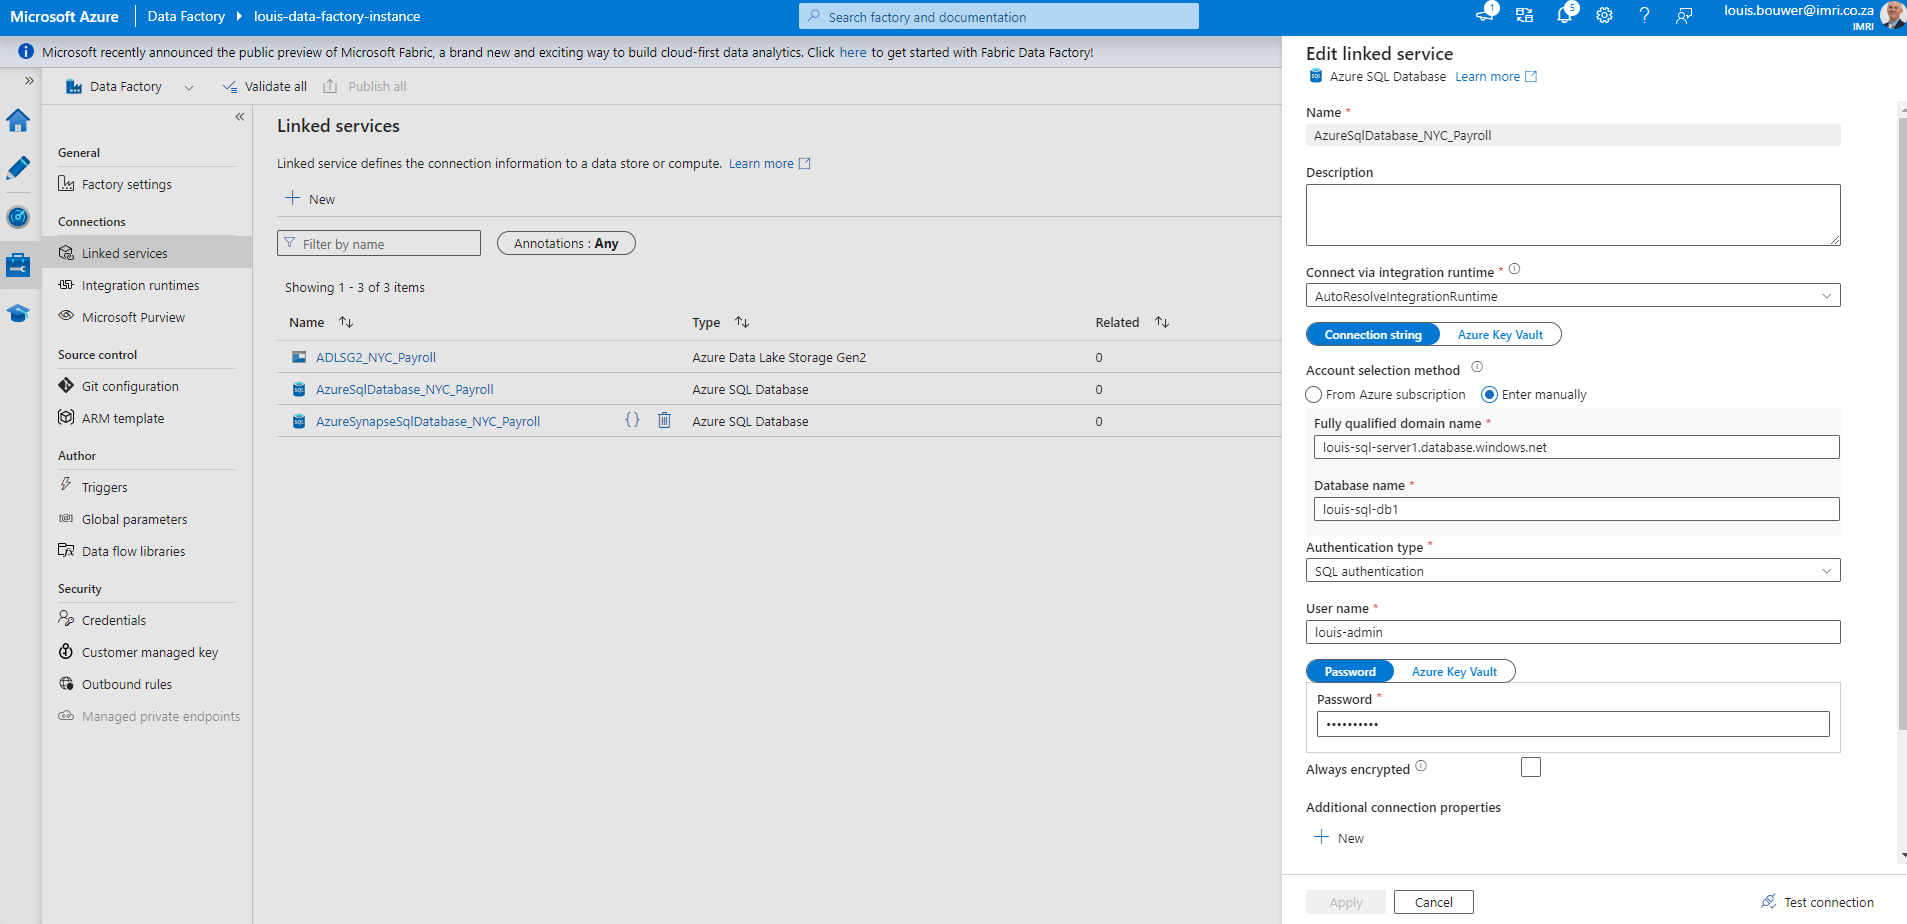 Microsoft Azure
Data Factory
louis-data-factory-instance
Search factory and documentation
1
5
louis.bouwer@imri.co.za
IMRI
Microsoft recently announced the public preview of Microsoft Fabric, a brand new and exciting way to build cloud-first data analytics. Click here to get started with Fabric Data Factory!
Data Factory
Validate all
Publish all
General
Factory settings
Connections
Linked services
Integration runtimes
Microsoft Purview
Source control
Git configuration
ARM template
Author
Triggers
Global parameters
Data flow libraries
Security
Credentials
Customer managed key
Outbound rules
Managed private endpoints
Linked services
Linked service defines the connection information to a data store or compute. Learn more
New
Filter by name
Annotations : Any
Showing 1 - 3 of 3 items
Name Type Related
ADLSG2_NYC_Payroll Azure Data Lake Storage Gen2 0
AzureSqlDatabase_NYC_Payroll Azure SQL Database 0
AzureSynapseSqlDatabase_NYC_Payroll {} Azure SQL Database 0
Edit linked service
Azure SQL Database Learn more
Name *
AzureSqlDatabase_NYC_Payroll
Description
Connect via integration runtime *
AutoResolveIntegrationRuntime
Connection string Azure Key Vault
Account selection method
From Azure subscription Enter manually
Fully qualified domain name *
louis-sql-server1.database.windows.net
Database name *
louis-sql-db1
Authentication type *
SQL authentication
User name *
louis-admin
Password Azure Key Vault
Password *
••••••••••
Always encrypted
Additional connection properties
New
Apply Cancel Test connection